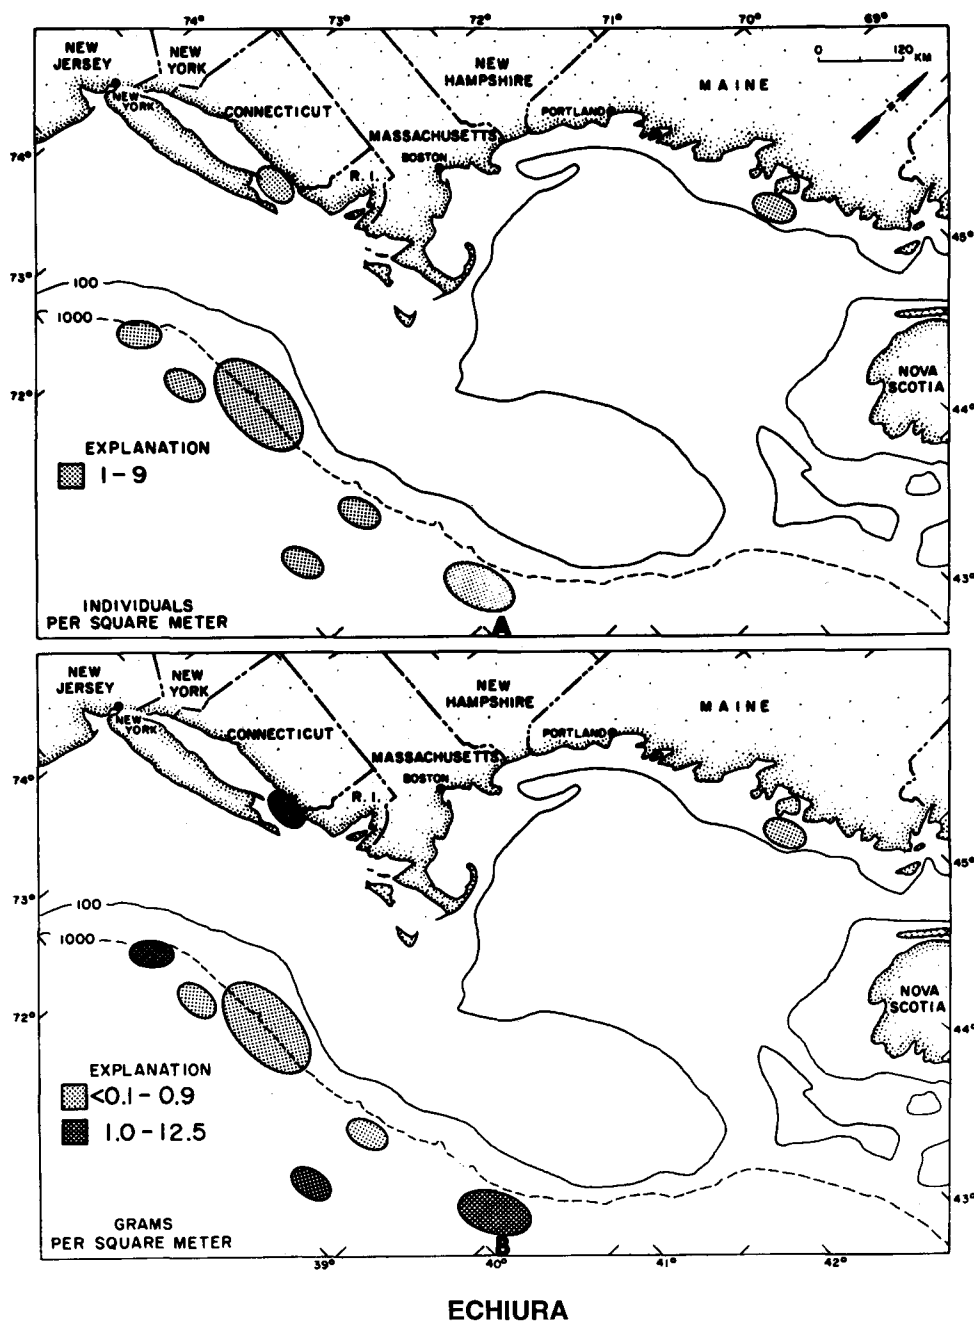 74°
73°
72°
71°
70°
69°
NEW
JERSEY
NEW
YORK
NEW
YORK
CONNECTICUT
MASSACHUSETTS
BOSTON
R. I.
NEW
HAMPSHIRE
PORTLAND
MAINE
0 120
KM
74°
73°
72°
45°
44°
43°
100
1000
NOVA
SCOTIA
EXPLANATION
1–9
INDIVIDUALS
PER SQUARE METER
A
NEW
JERSEY
NEW
YORK
NEW
YORK
CONNECTICUT
MASSACHUSETTS
BOSTON
R. I.
NEW
HAMPSHIRE
PORTLAND
MAINE
74°
73°
72°
45°
44°
43°
100
1000
NOVA
SCOTIA
EXPLANATION
<0.1–0.9
1.0–12.5
GRAMS
PER SQUARE METER
B
39°
40°
41°
42°
ECHIURA